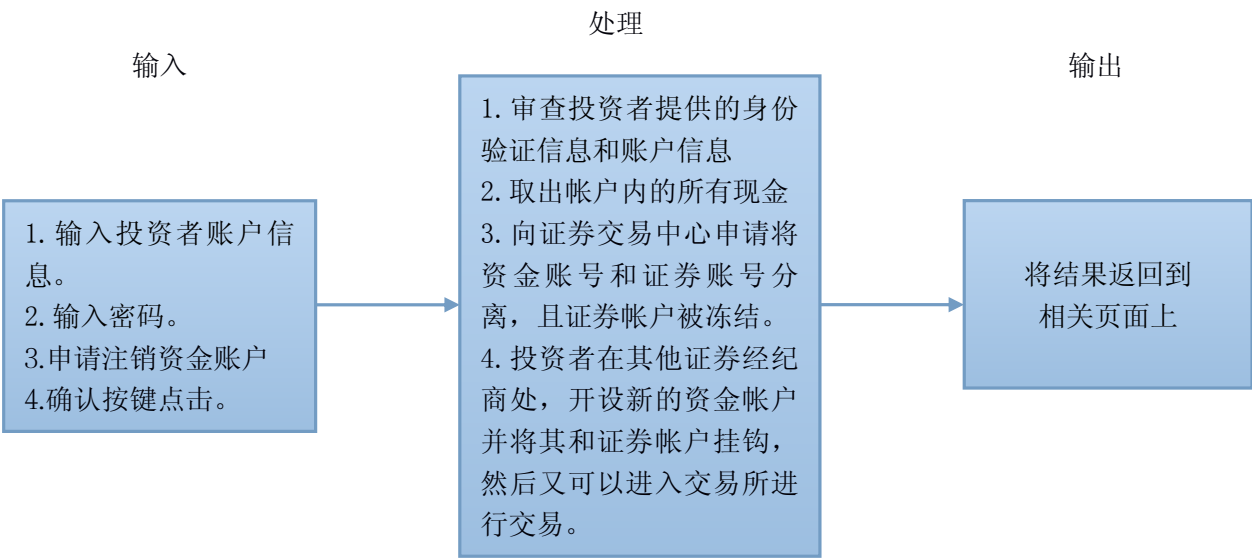 处理
输入
输出
1. 输入投资者账户信
息。
2. 输入密码。
3.申请注销资金账户
4.确认按键点击。
1. 审查投资者提供的身份
验证信息和账户信息
2. 取出帐户内的所有现金
3. 向证券交易中心申请将
资金账号和证券账号分
离，且证券帐户被冻结。
4. 投资者在其他证券经纪
商处，开设新的资金帐户
并将其和证券帐户挂钩，
然后又可以进入交易所进
行交易。
将结果返回到
相关页面上